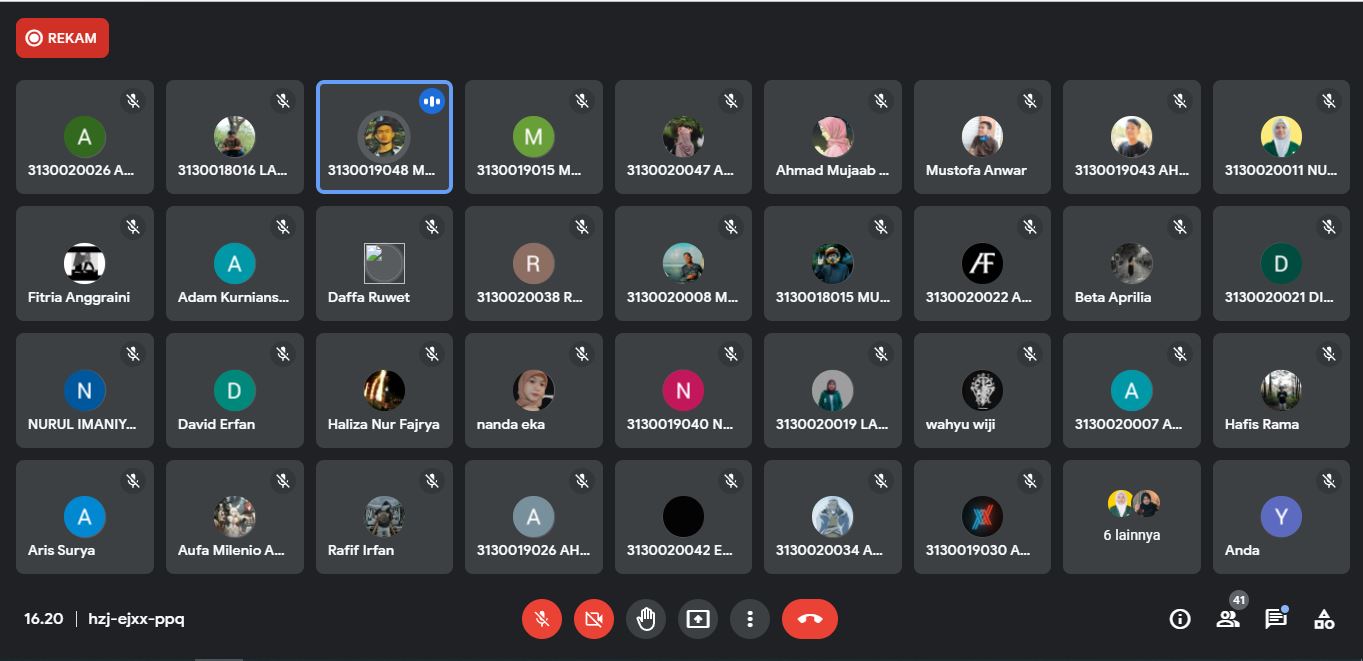 REKAM
A
M
3130020026 A...
3130018016 LA...
3130019048 M...
3130019015 M...
3130020047 A...
Ahmad Mujaab ...
Mustofa Anwar
3130019043 AH...
3130020011 NU...
A
R
AF
D
Fitria Anggraini
Adam Kurnians...
Daffa Ruwet
3130020038 R...
3130020008 M...
3130018015 MU...
3130020022 A...
Beta Aprilia
3130020021 DI...
N
D
N
A
NURUL IMANIY...
David Erfan
Haliza Nur Fajrya
nanda eka
3130019040 N...
3130020019 LA...
wahyu wiji
3130020007 A...
Hafis Rama
A
A
Y
Aris Surya
Aufa Milenio A...
Rafif Irfan
3130019026 AH...
3130020042 E...
3130020034 A...
3130019030 A...
6 lainnya
Anda
16.20 | hzj-ejxx-ppq
41